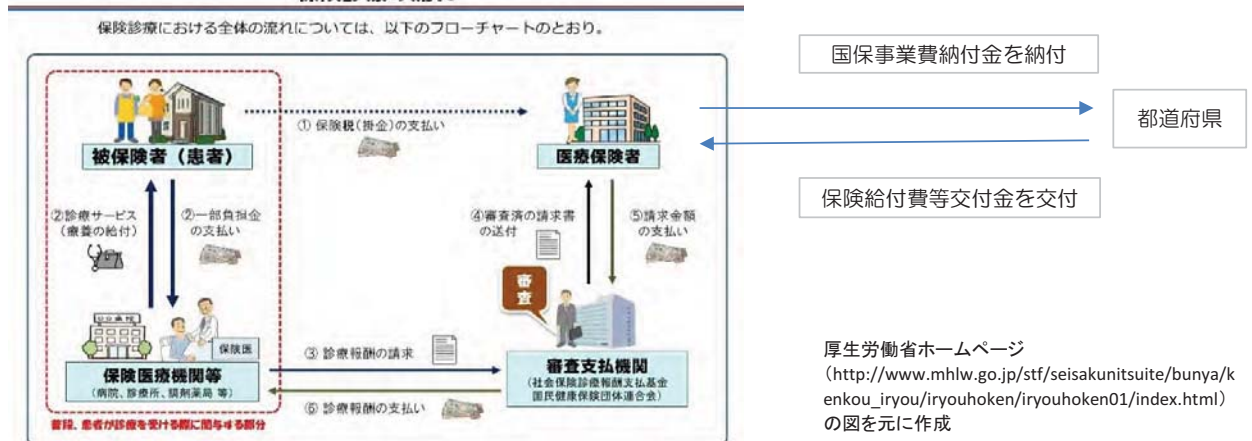 保険診療における全体の流れについては、以下のフローチャートのとおり。
① 保険税(掛金)の支払い
被保険者（患者）
医療保険者
国保事業費納付金を納付
都道府県
保険給付費等交付金を交付
②診療サービス
（療養の給付）
②一部負担金
の支払い
④審査済の請求書
の送付
⑤請求金額
の支払い
審査
○○病院
保険医
保険医療機関等
（病院、診療所、調剤薬局 等）
③ 診療報酬の請求
⑥ 診療報酬の支払い
審査支払機関
（社会保険診療報酬支払基金
国民健康保険団体連合会）
普段、患者が診療を受ける際に関与する部分
厚生労働省ホームページ
（http://www.mhlw.go.jp/stf/seisakunitsuite/bunya/k
enkou_iryou/iryouhoken/iryouhoken01/index.html）
の図を元に作成